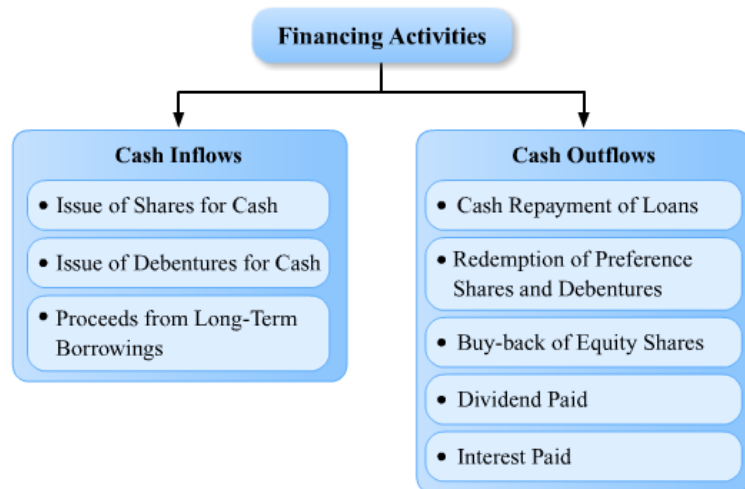 Financing Activities
Cash Inflows
• Issue of Shares for Cash
• Issue of Debentures for Cash
• Proceeds from Long-Term
Borrowings
Cash Outflows
• Cash Repayment of Loans
• Redemption of Preference
Shares and Debentures
• Buy-back of Equity Shares
• Dividend Paid
• Interest Paid